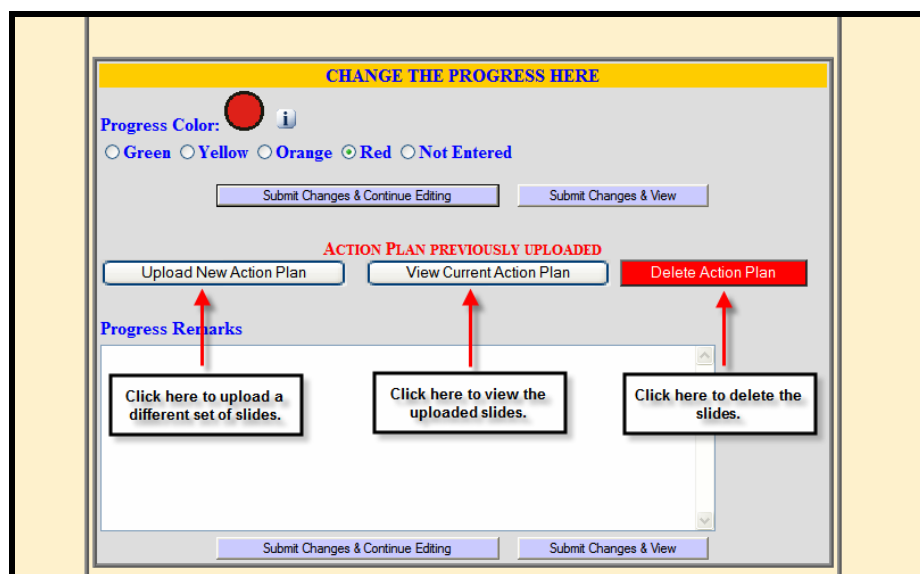 CHANGE THE PROGRESS HERE
Progress Color: i
Green Yellow Orange Red Not Entered
Submit Changes & Continue Editing Submit Changes & View
ACTION PLAN PREVIOUSLY UPLOADED
Upload New Action Plan View Current Action Plan Delete Action Plan
Progress Remarks
Click here to upload a
different set of slides.
Click here to view the
uploaded slides.
Click here to delete the
slides.
Submit Changes & Continue Editing Submit Changes & View